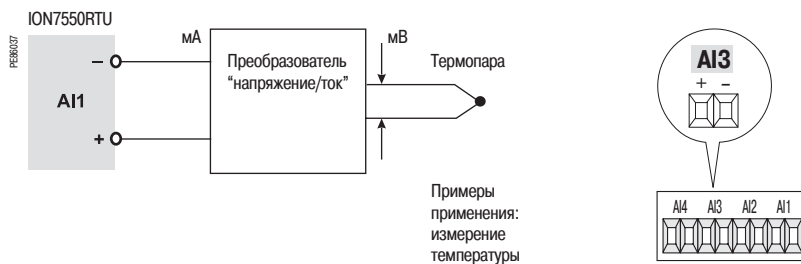 ION7550RTU
PE86037
мА
мВ
– 
AI1
+
Преобразователь
“напряжение/ток”
Термопара
Примеры
применения:
измерение
температуры
AI3
+ –
AI4 AI3 AI2 AI1